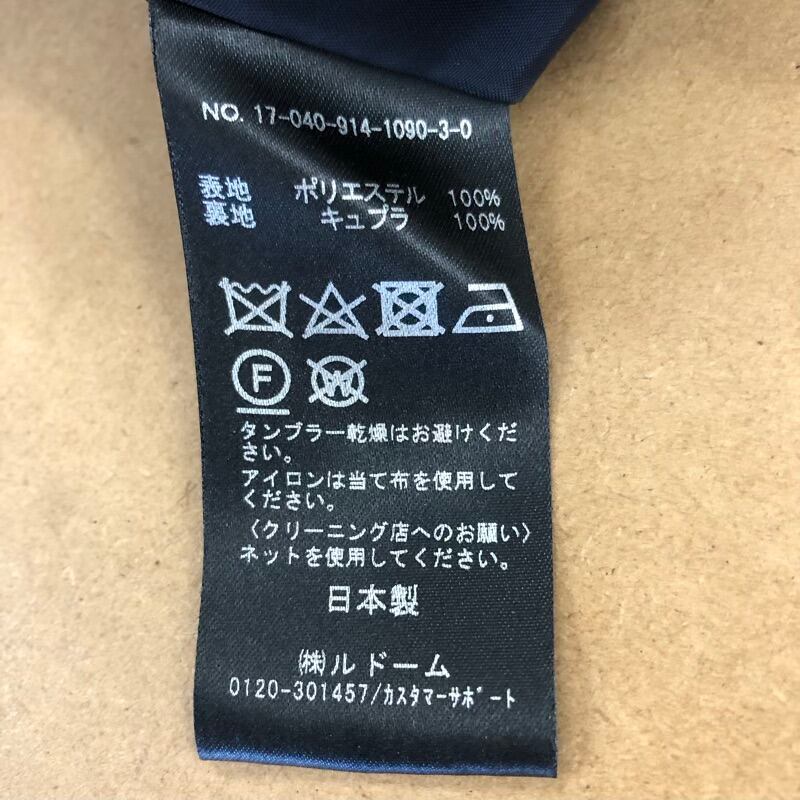 NO. 17-040-914-1090-3-0
表地 ポリエステル 100%
裏地 キュプラ 100%
F W
タンブラー乾燥はお避けくだ
さい。
アイロンは当て布を使用して
ください。
〈クリーニング店へのお願い〉
ネットを使用してください。
日本製
㈱ルドーム
0120-301457/ｶｽﾀﾏｰｻﾎﾟｰﾄ